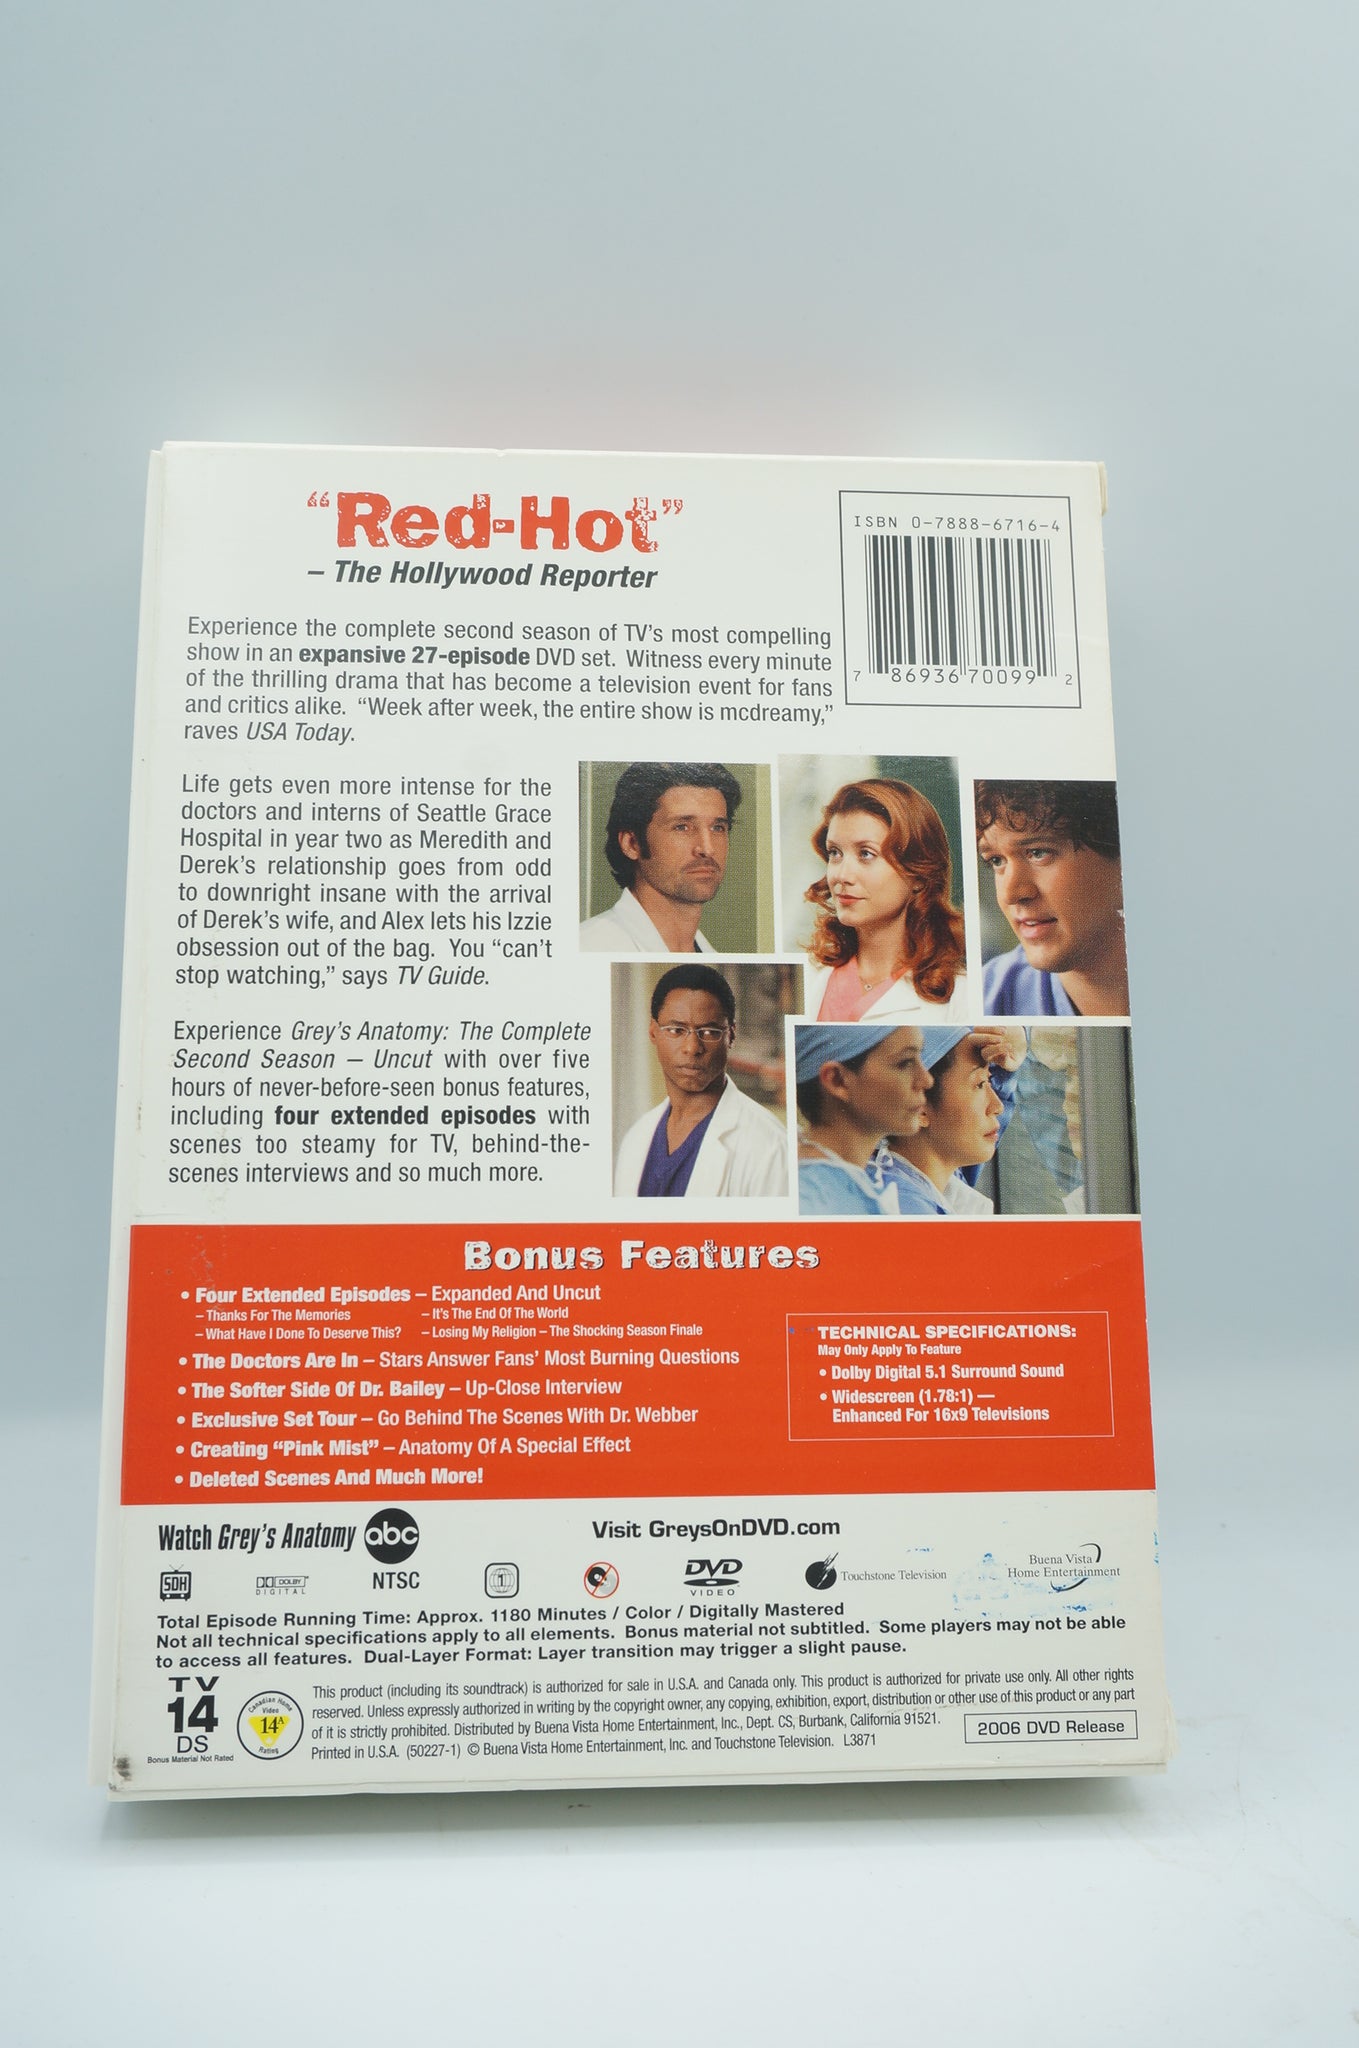 “Red-Hot”
– The Hollywood Reporter
ISBN 0-7888-6716-4
7 86936 70099 2
Experience the complete second season of TV's most compelling
show in an expansive 27-episode DVD set. Witness every minute
of the thrilling drama that has become a television event for fans
and critics alike. “Week after week, the entire show is mcdreamy,”
raves USA Today.
Life gets even more intense for the
doctors and interns of Seattle Grace
Hospital in year two as Meredith and
Derek's relationship goes from odd
to downright insane with the arrival
of Derek's wife, and Alex lets his Izzie
obsession out of the bag. You “can't
stop watching,” says TV Guide.
Experience Grey's Anatomy: The Complete
Second Season – Uncut with over five
hours of never-before-seen bonus features,
including four extended episodes with
scenes too steamy for TV, behind-the-
scenes interviews and so much more.
Bonus Features
• Four Extended Episodes – Expanded And Uncut
– Thanks For The Memories – It's The End Of The World
– What Have I Done To Deserve This? – Losing My Religion – The Shocking Season Finale
• The Doctors Are In – Stars Answer Fans' Most Burning Questions
• The Softer Side Of Dr. Bailey – Up-Close Interview
• Exclusive Set Tour – Go Behind The Scenes With Dr. Webber
• Creating “Pink Mist” – Anatomy Of A Special Effect
• Deleted Scenes And Much More!
TECHNICAL SPECIFICATIONS:
May Only Apply To Feature
• Dolby Digital 5.1 Surround Sound
• Widescreen (1.78:1) —
Enhanced For 16x9 Televisions
Watch Grey's Anatomy abc
Visit GreysOnDVD.com
SDH
DOLBY
DIGITAL
NTSC
1
DVD
VIDEO
Touchstone Television
Buena Vista
Home Entertainment
Total Episode Running Time: Approx. 1180 Minutes / Color / Digitally Mastered
Not all technical specifications apply to all elements. Bonus material not subtitled. Some players may not be able
to access all features. Dual-Layer Format: Layer transition may trigger a slight pause.
TV
14
DS
Bonus Material Not Rated
Canadian Home
Video
14A
Rating
This product (including its soundtrack) is authorized for sale in U.S.A. and Canada only. This product is authorized for private use only. All other rights
reserved. Unless expressly authorized in writing by the copyright owner, any copying, exhibition, export, distribution or other use of this product or any part
of it is strictly prohibited. Distributed by Buena Vista Home Entertainment, Inc., Dept. CS, Burbank, California 91521.
Printed in U.S.A. (50227-1) © Buena Vista Home Entertainment, Inc. and Touchstone Television. L3871
2006 DVD Release